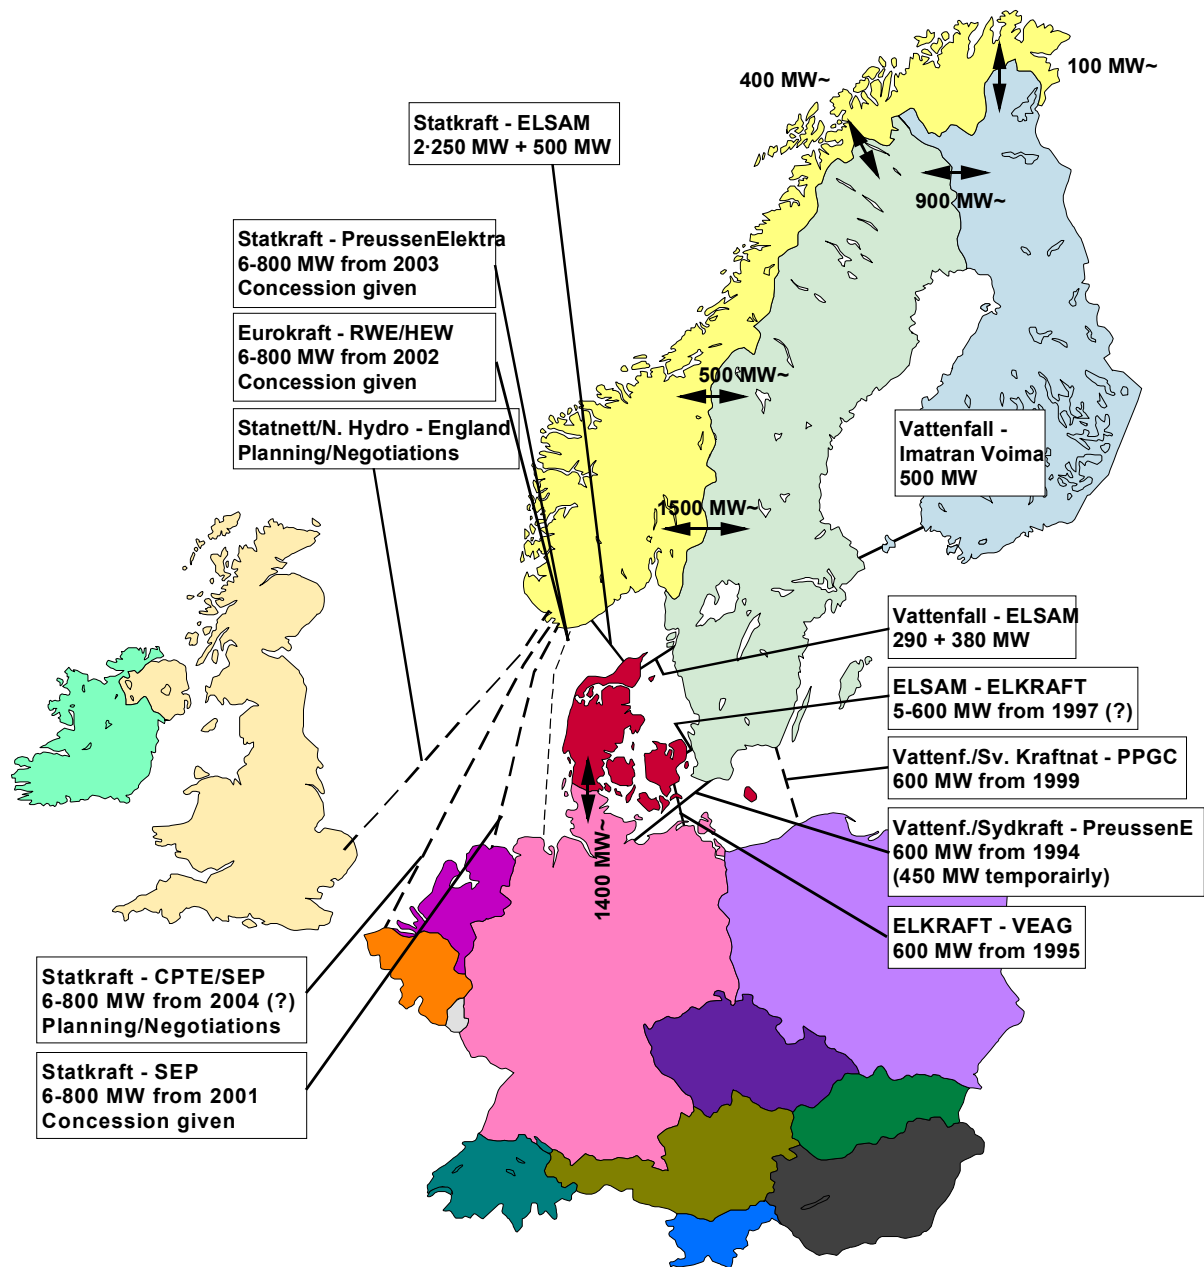 400 MW~
100 MW~
Statkraft - ELSAM
2·250 MW + 500 MW
900 MW~
Statkraft - PreussenElektra
6-800 MW from 2003
Concession given
Eurokraft - RWE/HEW
6-800 MW from 2002
Concession given
500 MW~
Statnett/N. Hydro - England
Planning/Negotiations
Vattenfall -
Imatran Voima
500 MW
1500 MW~
Vattenfall - ELSAM
290 + 380 MW
ELSAM - ELKRAFT
5-600 MW from 1997 (?)
Vattenf./Sv. Kraftnat - PPGC
600 MW from 1999
Vattenf./Sydkraft - PreussenE
600 MW from 1994
(450 MW temporairly)
1400 MW~
ELKRAFT - VEAG
600 MW from 1995
Statkraft - CPTE/SEP
6-800 MW from 2004 (?)
Planning/Negotiations
Statkraft - SEP
6-800 MW from 2001
Concession given